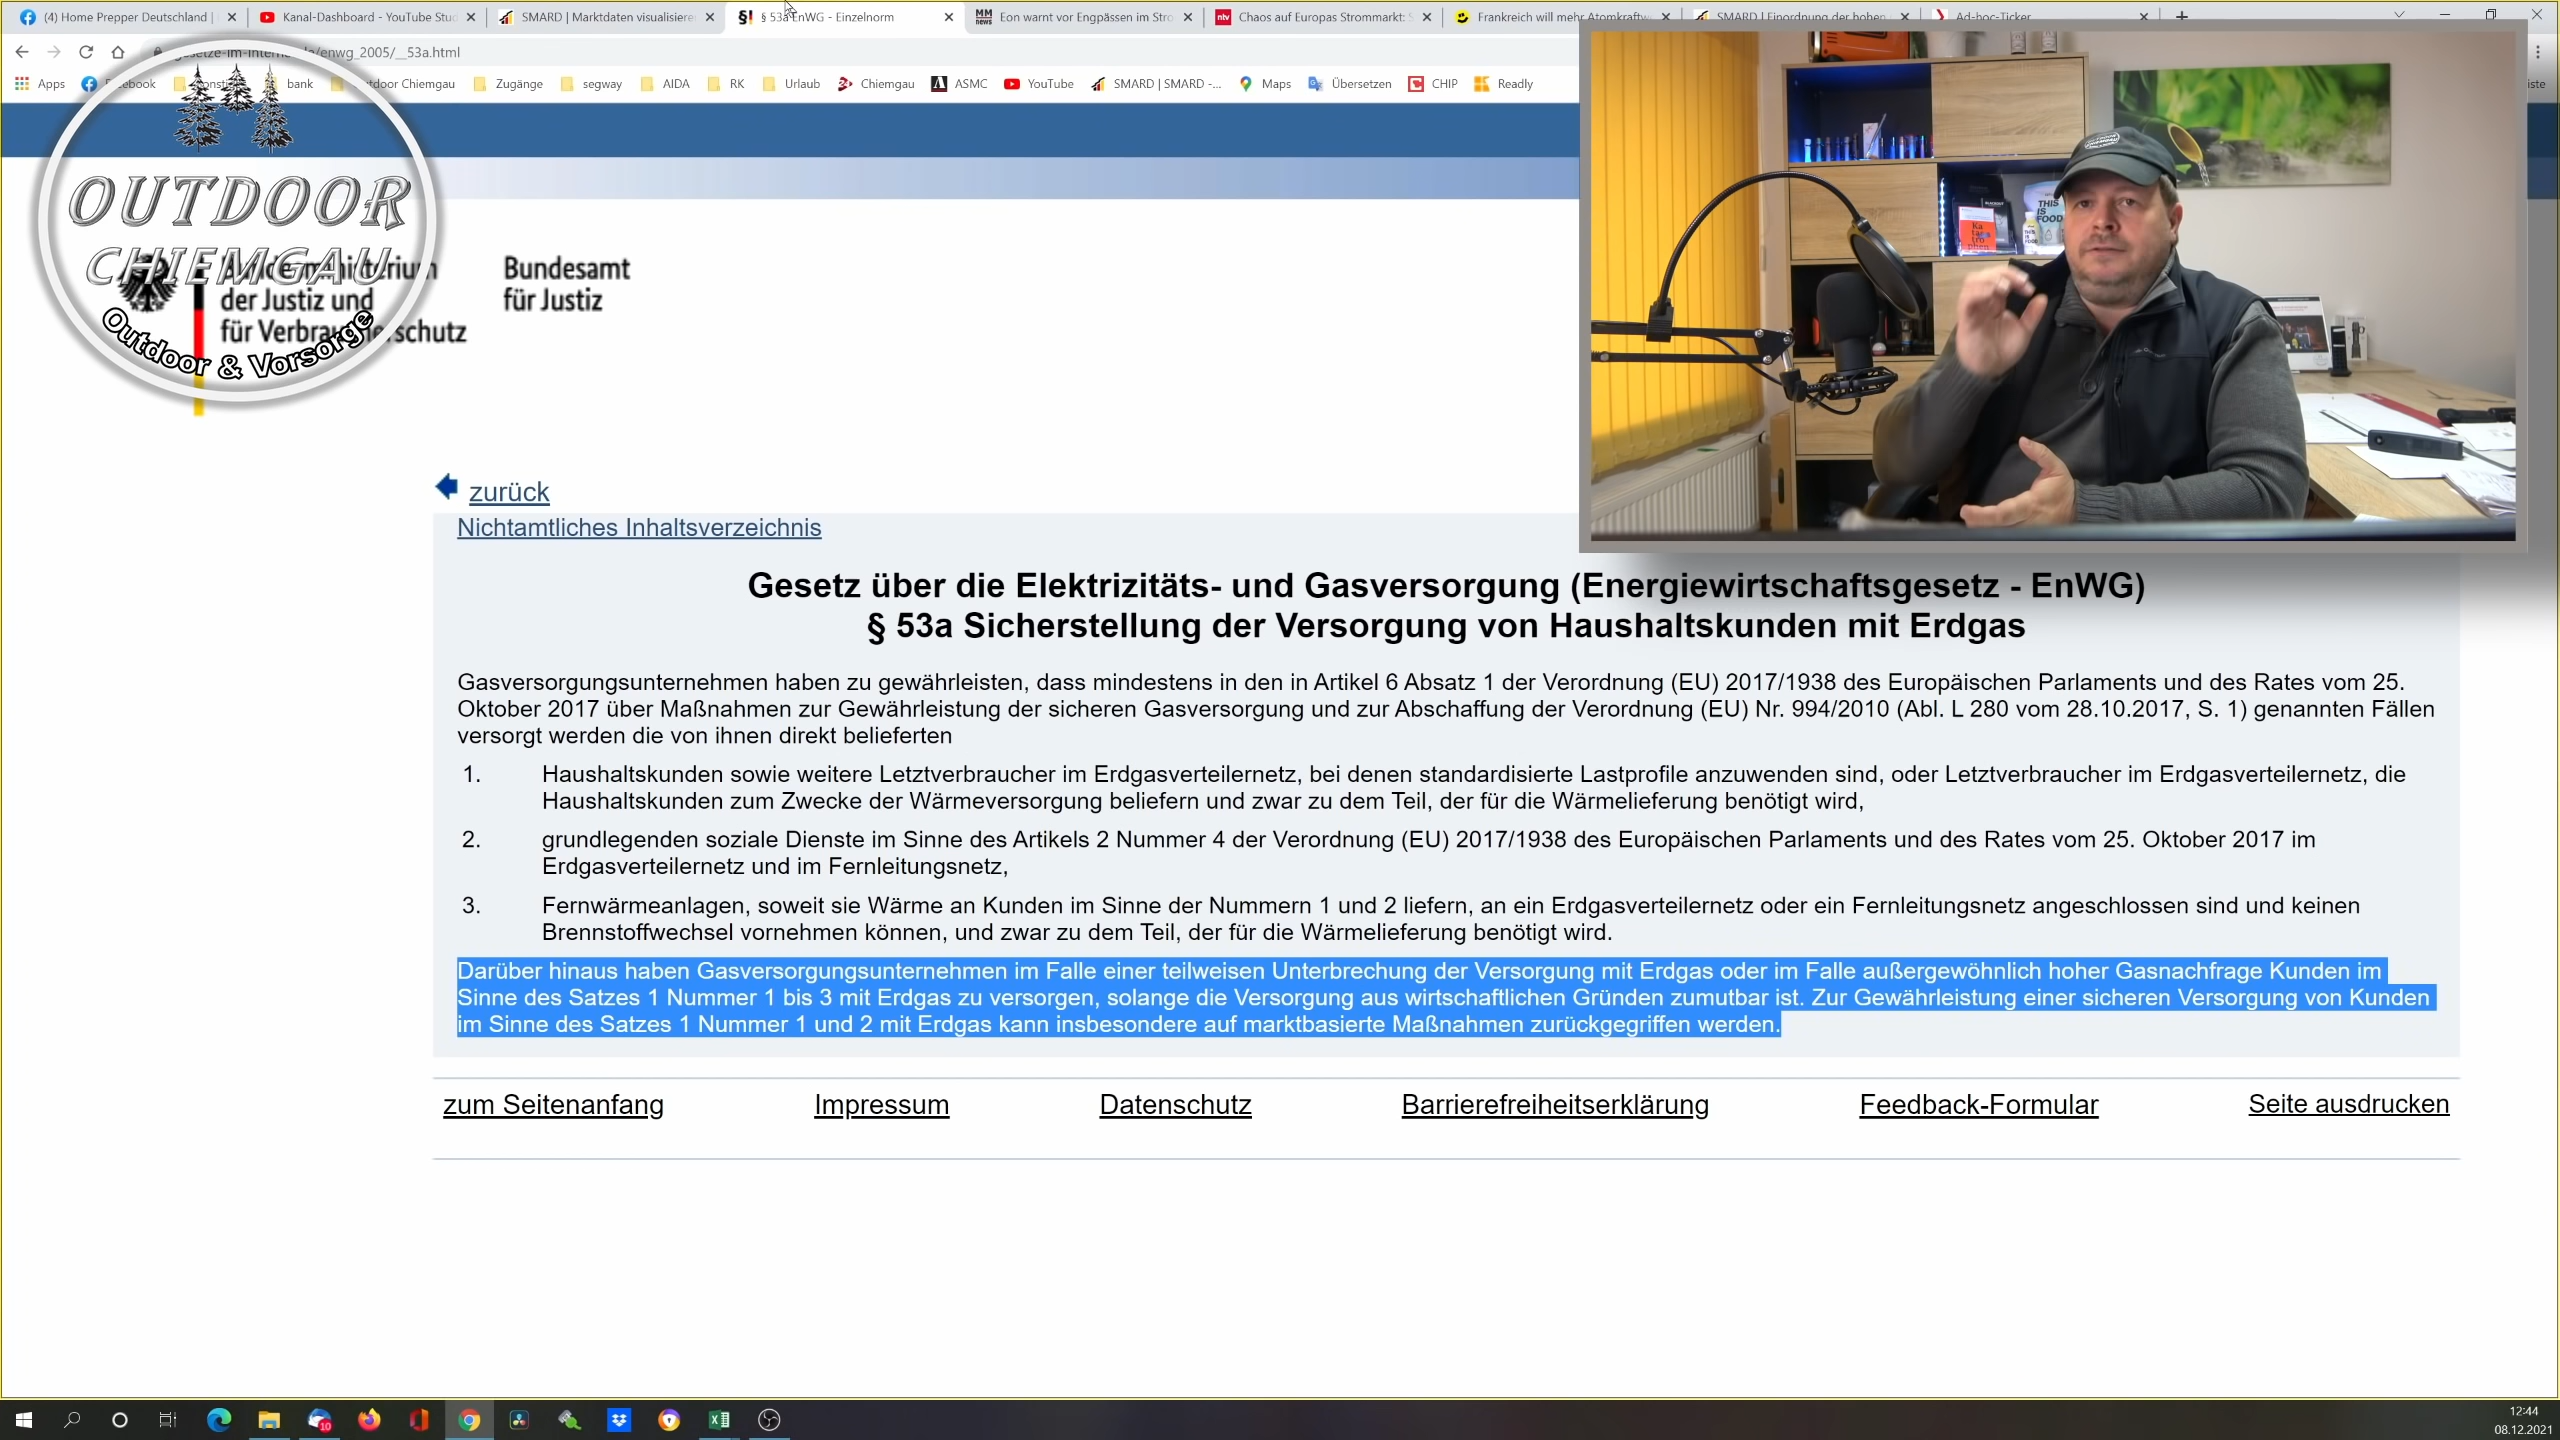 (4) Home Prepper Deutschland |
Kanal-Dashboard - YouTube Stu
SMARD | Marktdaten visualisiere
§ 53a EnWG - Einzelnorm
Eon warnt vor Engpässen im Stro
Chaos auf Europas Strommarkt: S
Frankreich will mehr Atomkraftw
SMARD | Einordnung der hohen
Ad-hoc-Ticker
/enwg_2005/__53a.html
Apps
bank
Chiemgau
Zugänge
segway
AIDA
RK
Urlaub
Chiemgau
ASMC
YouTube
SMARD | SMARD -...
Maps
Übersetzen
CHIP
Readly
OUTDOOR
CHIEMGAU
Outdoor & Vorsorge
der Justiz und
Bundesamt
für Justiz
THIS
IS
FOOD
Ka
ta
stro
phen
zurück
Nichtamtliches Inhaltsverzeichnis
Gesetz über die Elektrizitäts- und Gasversorgung (Energiewirtschaftsgesetz - EnWG)
§ 53a Sicherstellung der Versorgung von Haushaltskunden mit Erdgas
Gasversorgungsunternehmen haben zu gewährleisten, dass mindestens in den in Artikel 6 Absatz 1 der Verordnung (EU) 2017/1938 des Europäischen Parlaments und des Rates vom 25.
Oktober 2017 über Maßnahmen zur Gewährleistung der sicheren Gasversorgung und zur Abschaffung der Verordnung (EU) Nr. 994/2010 (Abl. L 280 vom 28.10.2017, S. 1) genannten Fällen
versorgt werden die von ihnen direkt belieferten
1. Haushaltskunden sowie weitere Letztverbraucher im Erdgasverteilernetz, bei denen standardisierte Lastprofile anzuwenden sind, oder Letztverbraucher im Erdgasverteilernetz, die
Haushaltskunden zum Zwecke der Wärmeversorgung beliefern und zwar zu dem Teil, der für die Wärmelieferung benötigt wird,
2. grundlegenden soziale Dienste im Sinne des Artikels 2 Nummer 4 der Verordnung (EU) 2017/1938 des Europäischen Parlaments und des Rates vom 25. Oktober 2017 im
Erdgasverteilernetz und im Fernleitungsnetz,
3. Fernwärmeanlagen, soweit sie Wärme an Kunden im Sinne der Nummern 1 und 2 liefern, an ein Erdgasverteilernetz oder ein Fernleitungsnetz angeschlossen sind und keinen
Brennstoffwechsel vornehmen können, und zwar zu dem Teil, der für die Wärmelieferung benötigt wird.
Darüber hinaus haben Gasversorgungsunternehmen im Falle einer teilweisen Unterbrechung der Versorgung mit Erdgas oder im Falle außergewöhnlich hoher Gasnachfrage Kunden im
Sinne des Satzes 1 Nummer 1 bis 3 mit Erdgas zu versorgen, solange die Versorgung aus wirtschaftlichen Gründen zumutbar ist. Zur Gewährleistung einer sicheren Versorgung von Kunden
im Sinne des Satzes 1 Nummer 1 und 2 mit Erdgas kann insbesondere auf marktbasierte Maßnahmen zurückgegriffen werden.
zum Seitenanfang
Impressum
Datenschutz
Barrierefreiheitserklärung
Feedback-Formular
Seite ausdrucken
12:44
08.12.2021